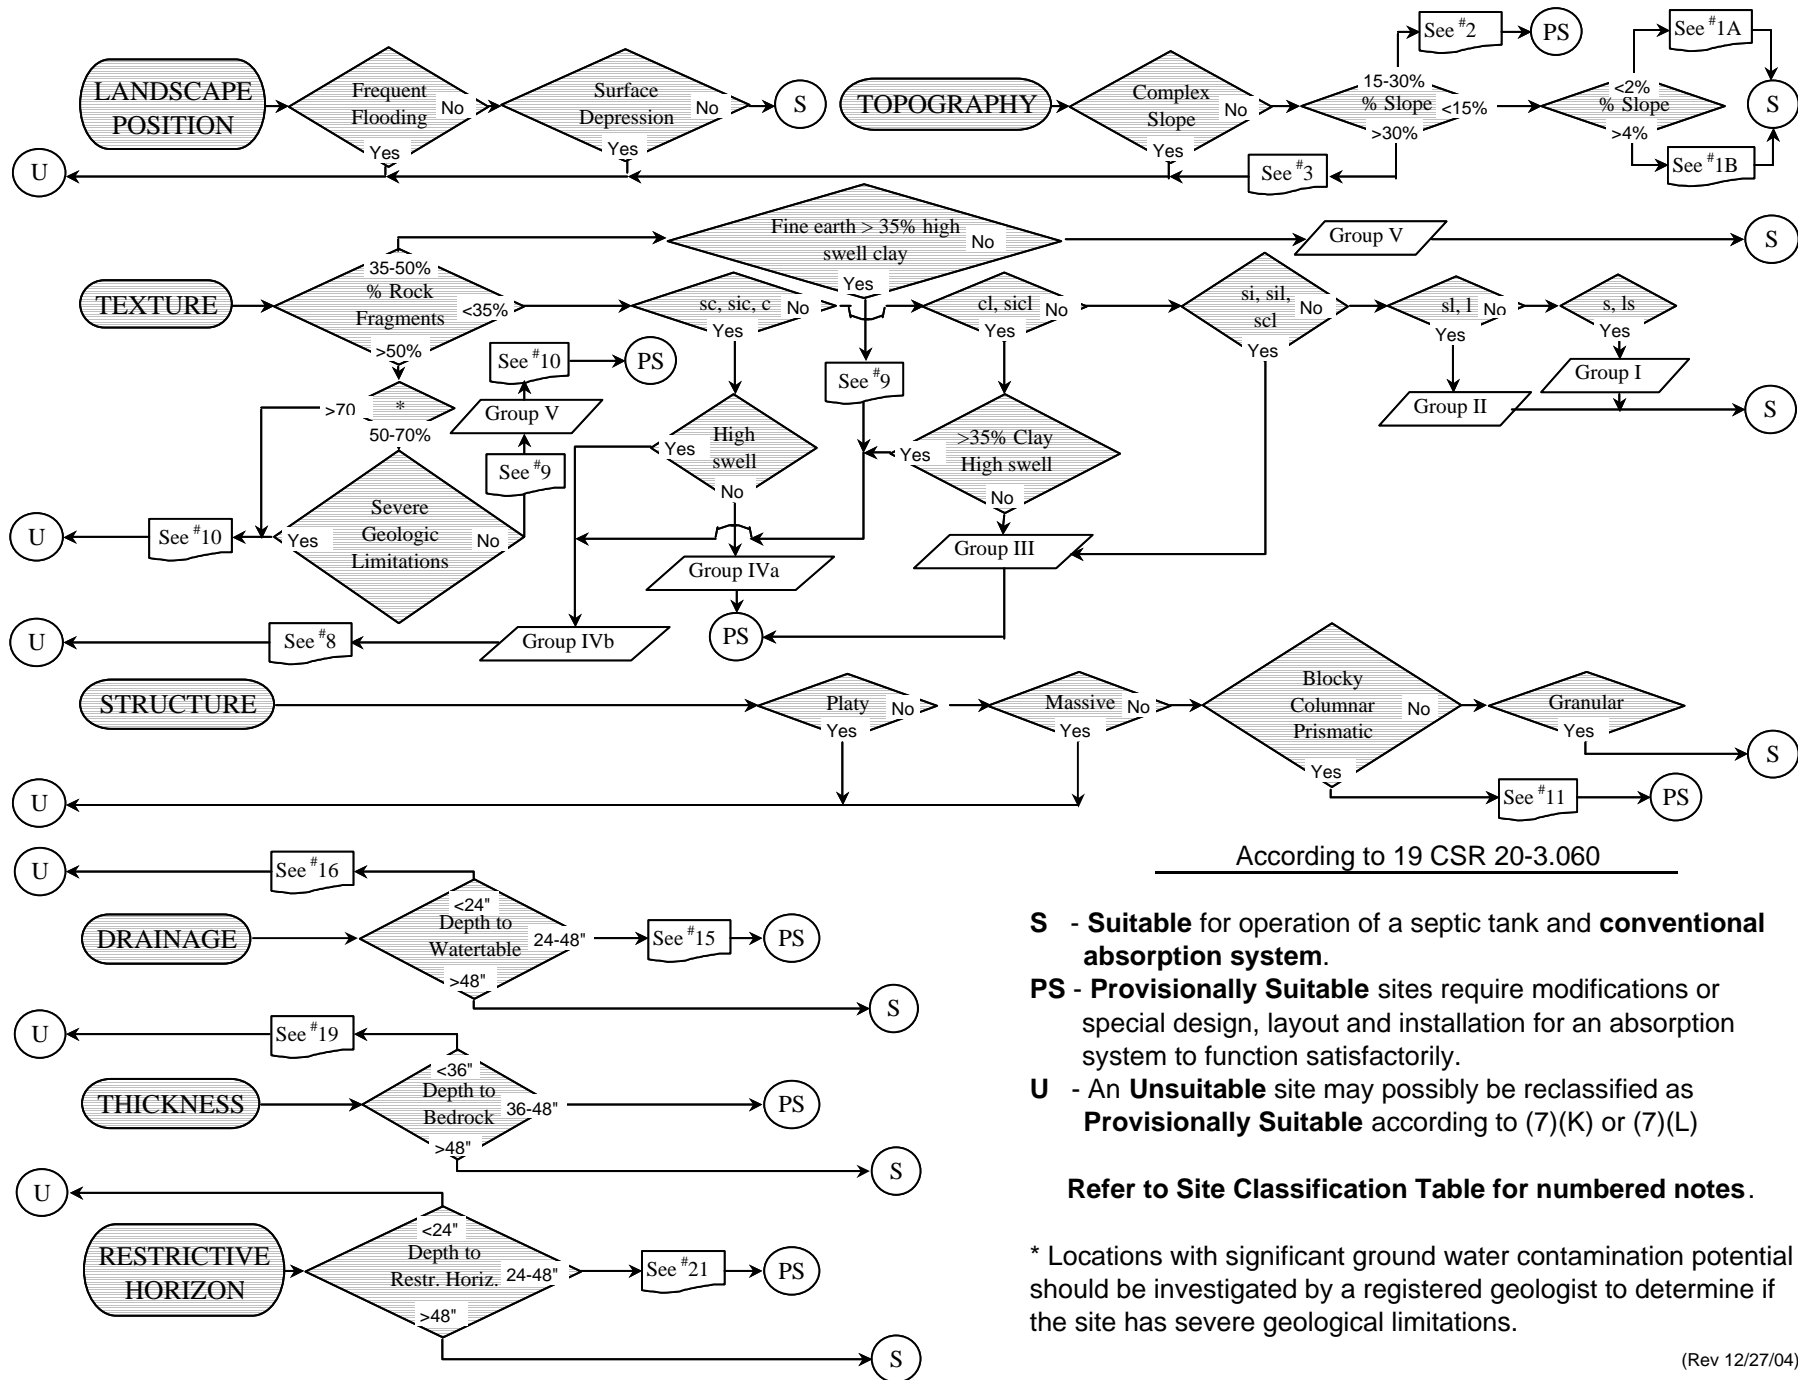 LANDSCAPE
POSITION
Frequent
Flooding
No
Yes
Surface
Depression
No
Yes
S
U
TOPOGRAPHY
Complex
Slope
No
Yes
15-30%
% Slope
<15%
>30%
See #2
PS
See #3
<2%
% Slope
>4%
See #1A
See #1B
S
TEXTURE
35-50%
% Rock
Fragments
<35%
>50%
Fine earth > 35% high
swell clay
No
Yes
Group V
S
sc, sic, c
No
Yes
cl, sicl
No
Yes
si, sil,
scl
No
Yes
sl, l
No
Yes
s, ls
Yes
Group I
Group II
S
>70
*
50-70%
See #10
PS
Group V
See #9
Severe
Geologic
Limitations
Yes
No
See #10
U
High
swell
Yes
No
See #9
>35% Clay
High swell
Yes
No
Group III
Group IVa
PS
Group IVb
See #8
U
STRUCTURE
Platy
No
Yes
Massive
No
Yes
Blocky
Columnar
Prismatic
No
Yes
Granular
Yes
S
See #11
PS
U
DRAINAGE
<24"
Depth to
Watertable
24-48"
>48"
See #16
U
See #15
PS
S
THICKNESS
<36"
Depth to
Bedrock
36-48"
>48"
See #19
U
PS
S
RESTRICTIVE
HORIZON
<24"
Depth to
Restr. Horiz.
24-48"
>48"
U
See #21
PS
S
According to 19 CSR 20-3.060
S - Suitable for operation of a septic tank and conventional
absorption system.
PS - Provisionally Suitable sites require modifications or
special design, layout and installation for an absorption
system to function satisfactorily.
U - An Unsuitable site may possibly be reclassified as
Provisionally Suitable according to (7)(K) or (7)(L)
Refer to Site Classification Table for numbered notes.
* Locations with significant ground water contamination potential
should be investigated by a registered geologist to determine if
the site has severe geological limitations.
(Rev 12/27/04)